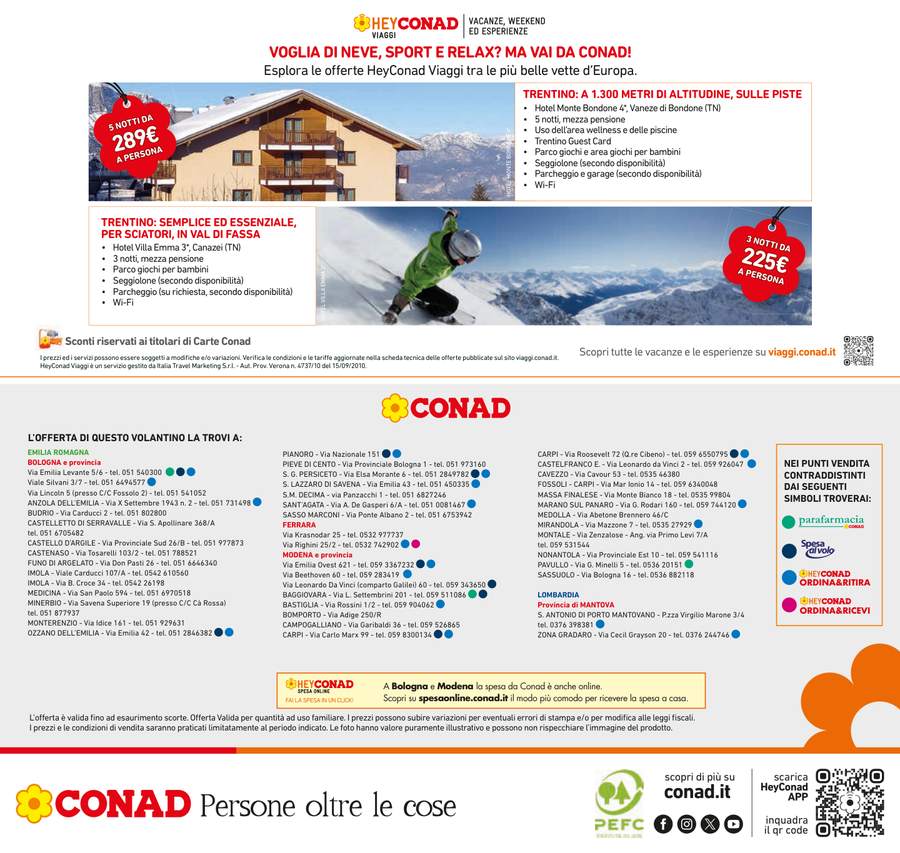 HEYCONAD
VIAGGI
VACANZE, WEEKEND
ED ESPERIENZE
VOGLIA DI NEVE, SPORT E RELAX? MA VAI DA CONAD!
Esplora le offerte HeyConad Viaggi tra le più belle vette d'Europa.
5 NOTTI DA
289€
A PERSONA
TRENTINO: A 1.300 METRI DI ALTITUDINE, SULLE PISTE
• Hotel Monte Bondone 4*, Vaneze di Bondone (TN)
• 5 notti, mezza pensione
• Uso dell'area wellness e delle piscine
• Trentino Guest Card
• Parco giochi e area giochi per bambini
• Seggiolone (secondo disponibilità)
• Parcheggio e garage (secondo disponibilità)
• Wi-Fi
TRENTINO: SEMPLICE ED ESSENZIALE,
PER SCIATORI, IN VAL DI FASSA
• Hotel Villa Emma 3*, Canazei (TN)
• 3 notti, mezza pensione
• Parco giochi per bambini
• Seggiolone (secondo disponibilità)
• Parcheggio (su richiesta, secondo disponibilità)
• Wi-Fi
3 NOTTI DA
225€
A PERSONA
Sconti riservati ai titolari di Carte Conad
I prezzi ed i servizi possono essere soggetti a modifiche e/o variazioni. Verifica le condizioni e le tariffe aggiornate nella scheda tecnica delle offerte pubblicate sul sito viaggi.conad.it.
HeyConad Viaggi è un servizio gestito da Italia Travel Marketing S.r.l. - Aut. Prov. Verona n. 4737/10 del 15/09/2010.
Scopri tutte le vacanze e le esperienze su viaggi.conad.it
CONAD
L'OFFERTA DI QUESTO VOLANTINO LA TROVI A:
EMILIA ROMAGNA
BOLOGNA e provincia
Via Emilia Levante 5/6 - tel. 051 540300
Viale Silvani 3/7 - tel. 051 6494577
Via Lincoln 5 (presso C/C Fossolo 2) - tel. 051 541052
ANZOLA DELL'EMILIA - Via X Settembre 1943 n. 2 - tel. 051 731498
BUDRIO - Via Carducci 2 - tel. 051 802800
CASTELLETTO DI SERRAVALLE - Via S. Apollinare 368/A
tel. 051 6705482
CASTELLO D'ARGILE - Via Provinciale Sud 26/B - tel. 051 977873
CASTENASO - Via Tosarelli 103/2 - tel. 051 788521
FUNO DI ARGELATO - Via Don Pasti 26 - tel. 051 6646340
IMOLA - Viale Carducci 107/A - tel. 0542 610560
IMOLA - Via B. Croce 34 - tel. 0542 26198
MEDICINA - Via San Paolo 594 - tel. 051 6970518
MINERBIO - Via Savena Superiore 19 (presso C/C Cà Rossa)
tel. 051 877937
MONTERENZIO - Via Idice 161 - tel. 051 929631
OZZANO DELL'EMILIA - Via Emilia 42 - tel. 051 2846382
PIANORO - Via Nazionale 151
PIEVE DI CENTO - Via Provinciale Bologna 1 - tel. 051 973160
S. G. PERSICETO - Via Elsa Morante 6 - tel. 051 2849782
S. LAZZARO DI SAVENA - Via Emilia 43 - tel. 051 450335
S.M. DECIMA - via Panzacchi 1 - tel. 051 6827246
SANT'AGATA - Via A. De Gasperi 6/A - tel. 051 0081467
SASSO MARCONI - Via Ponte Albano 2 - tel. 051 6753942
FERRARA
Via Krasnodar 25 - tel. 0532 977737
Via Righini 25/2 - tel. 0532 742902
MODENA e provincia
Via Emilia Ovest 621 - tel. 059 3367232
Via Beethoven 60 - tel. 059 283419
Via Leonardo Da Vinci (comparto Galilei) 60 - tel. 059 343650
BAGGIOVARA - Via L. Settembrini 201 - tel. 059 511086
BASTIGLIA - Via Rossini 1/2 - tel. 059 904062
BOMPORTO - Via Adige 250/R
CAMPOGALLIANO - Via Garibaldi 36 - tel. 059 526865
CARPI - Via Carlo Marx 99 - tel. 059 8300134
CARPI - Via Roosevelt 72 (Q.re Cibeno) - tel. 059 6550795
CASTELFRANCO E. - Via Leonardo da Vinci 2 - tel. 059 926047
CAVEZZO - Via Cavour 53 - tel. 0535 46380
FOSSOLI - CARPI - Via Mar Ionio 14 - tel. 059 6340048
MASSA FINALESE - Via Monte Bianco 18 - tel. 0535 99804
MARANO SUL PANARO - Via G. Rodari 160 - tel. 059 744120
MEDOLLA - Via Abetone Brennero 46/C
MIRANDOLA - Via Mazzone 7 - tel. 0535 27929
MONTALE - Via Zenzalose - Ang. via Primo Levi 7/A
tel. 059 531544
NONANTOLA - Via Provinciale Est 10 - tel. 059 541116
PAVULLO - Via G. Minelli 5 - tel. 0536 20151
SASSUOLO - Via Bologna 16 - tel. 0536 882118
LOMBARDIA
Provincia di MANTOVA
S. ANTONIO DI PORTO MANTOVANO - P.zza Virgilio Marone 3/4
tel. 0376 398381
ZONA GRADARO - Via Cecil Grayson 20 - tel. 0376 244746
NEI PUNTI VENDITA
CONTRADDISTINTI
DAI SEGUENTI
SIMBOLI TROVERAI:
parafarmacia
CONAD
Spesa
al volo
HEYCONAD
ORDINA&RITIRA
HEYCONAD
ORDINA&RICEVI
HEYCONAD
SPESA ONLINE
FAI LA SPESA IN UN CLICK!
A Bologna e Modena la spesa da Conad è anche online.
Scopri su spesaonline.conad.it il modo più comodo per ricevere la spesa a casa.
L'offerta è valida fino ad esaurimento scorte. Offerta Valida per quantità ad uso familiare. I prezzi possono subire variazioni per eventuali errori di stampa e/o per modifica alle leggi fiscali.
I prezzi e le condizioni di vendita saranno praticati limitatamente al periodo indicato. Le foto hanno valore puramente illustrativo e possono non rispecchiare l'immagine del prodotto.
CONAD Persone oltre le cose
PEFC
scopri di più su
conad.it
scarica
HeyConad
APP
inquadra
il qr code